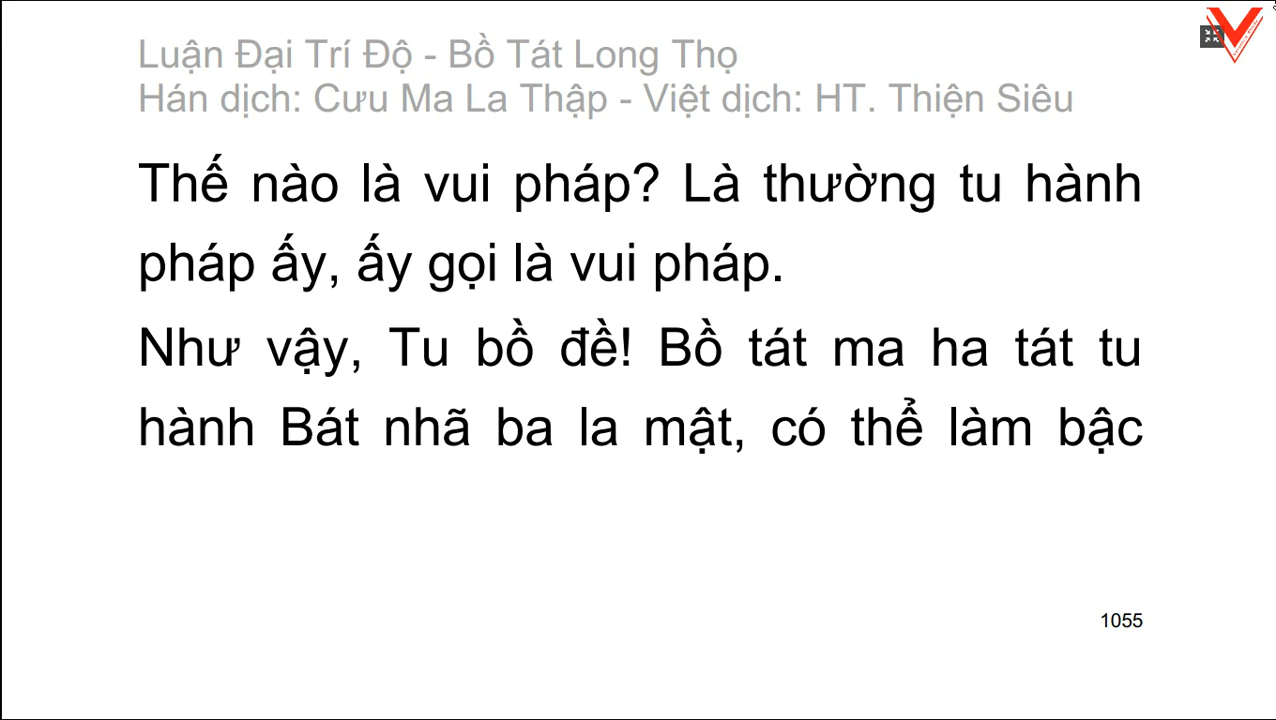 Luận Đại Trí Độ - Bồ Tát Long Thọ
Hán dịch: Cưu Ma La Thập - Việt dịch: HT. Thiện Siêu
Thế nào là vui pháp? Là thường tu hành
pháp ấy, ấy gọi là vui pháp.
Như vậy, Tu bồ đề! Bồ tát ma ha tát tu
hành Bát nhã ba la mật, có thể làm bậc
1055